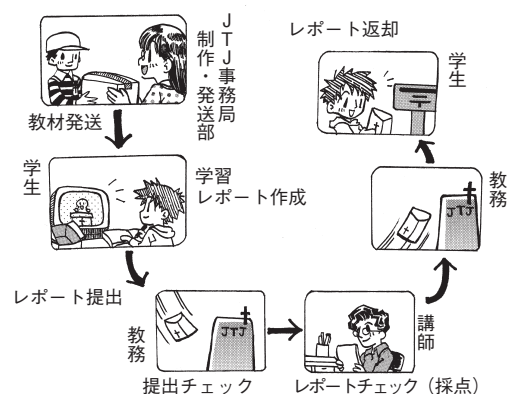 JTJ事務局
制作・発送部
教材発送
学生
学習
レポート作成
レポート提出
教務
JTJ
提出チェック
講師
レポートチェック（採点）
教務
JTJ
レポート返却
学生
〒